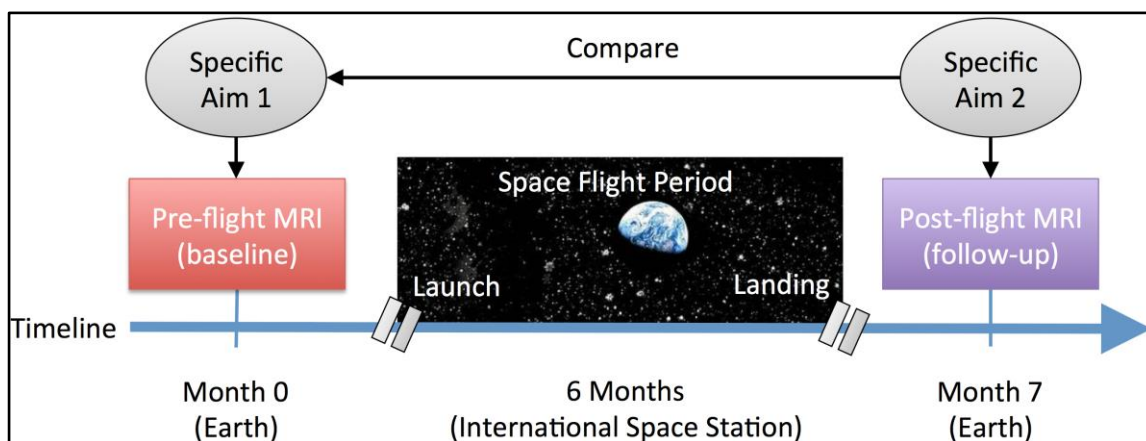 Specific
Aim 1
Compare
Specific
Aim 2
Pre-flight MRI
(baseline)
Space Flight Period
Post-flight MRI
(follow-up)
Launch
Landing
Timeline
Month 0
(Earth)
6 Months
(International Space Station)
Month 7
(Earth)